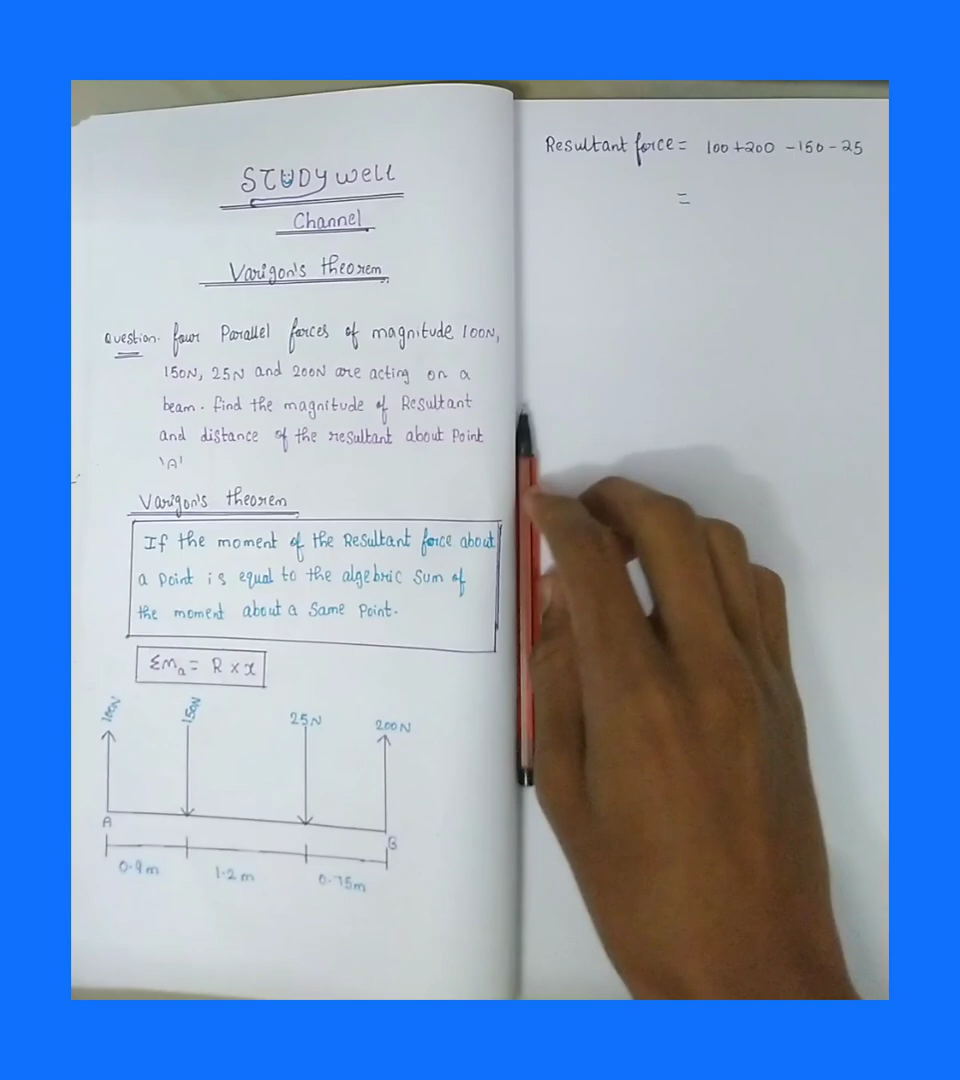 STUDy well
Channel
Varigon's theorem
Question. four Parallel forces of magnitude 100N,
150N, 25N and 200N are acting on a
beam. find the magnitude of Resultant
and distance of the resultant about Point
'A'
Varigon's theorem
If the moment of the Resultant force about
a point is equal to the algebric sum of
the moment about a Same Point.
Σma = R × x
100N
150N
25N
200N
A
B
0.9m
1.2m
0.75m
Resultant force = 100 +200 -150 -25
=